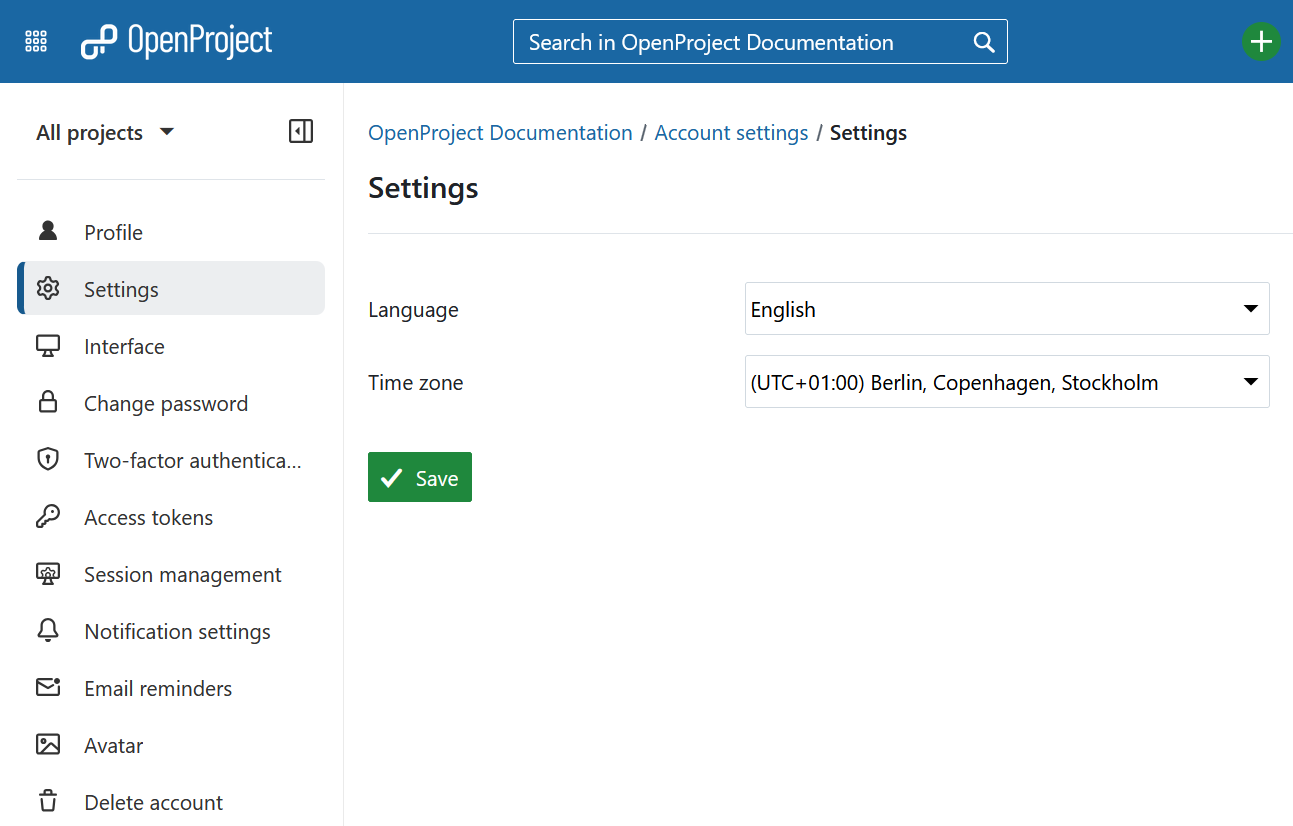 OpenProject
Search in OpenProject Documentation
All projects
OpenProject Documentation / Account settings / Settings
Settings
Profile
Settings
Interface
Change password
Two-factor authentica...
Access tokens
Session management
Notification settings
Email reminders
Avatar
Delete account
Language
English
Time zone
(UTC+01:00) Berlin, Copenhagen, Stockholm
Save